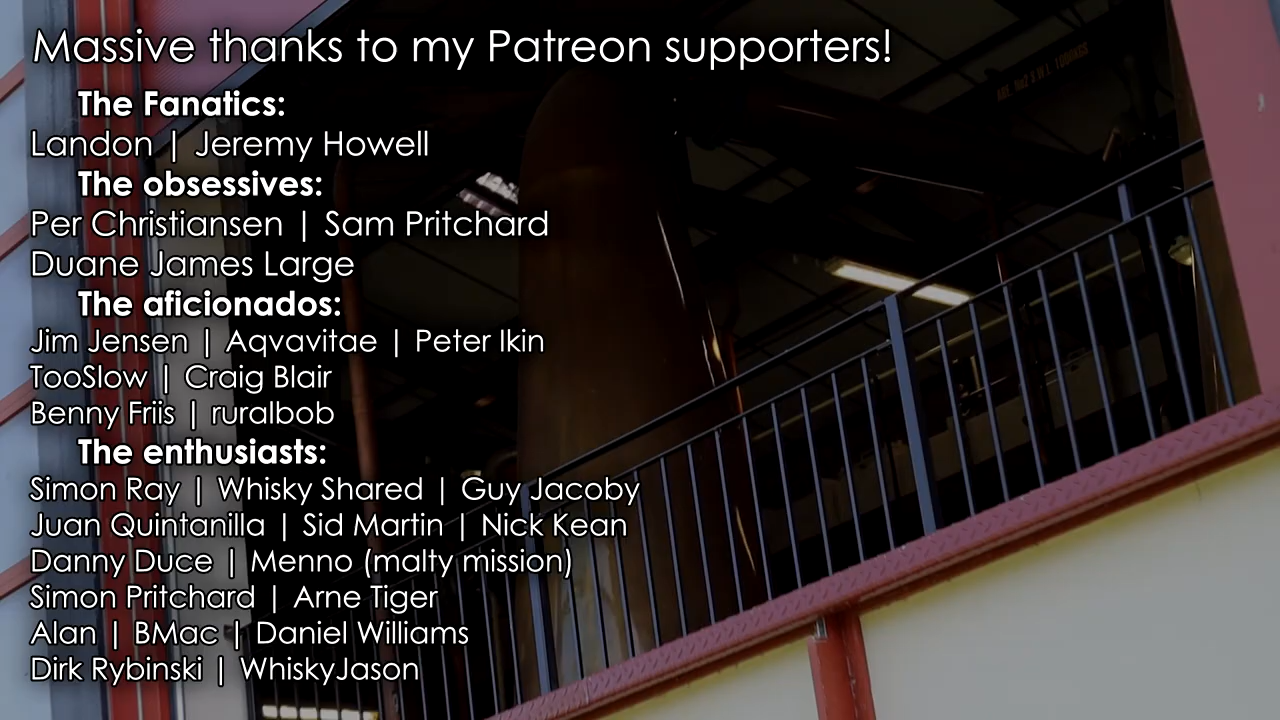 Massive thanks to my Patreon supporters!
The Fanatics:
Landon | Jeremy Howell
The obsessives:
Per Christiansen | Sam Pritchard
Duane James Large
The aficionados:
Jim Jensen | Aqvavitae | Peter Ikin
TooSlow | Craig Blair
Benny Friis | ruralbob
The enthusiasts:
Simon Ray | Whisky Shared | Guy Jacoby
Juan Quintanilla | Sid Martin | Nick Kean
Danny Duce | Menno (malty mission)
Simon Pritchard | Arne Tiger
Alan | BMac | Daniel Williams
Dirk Rybinski | WhiskyJason